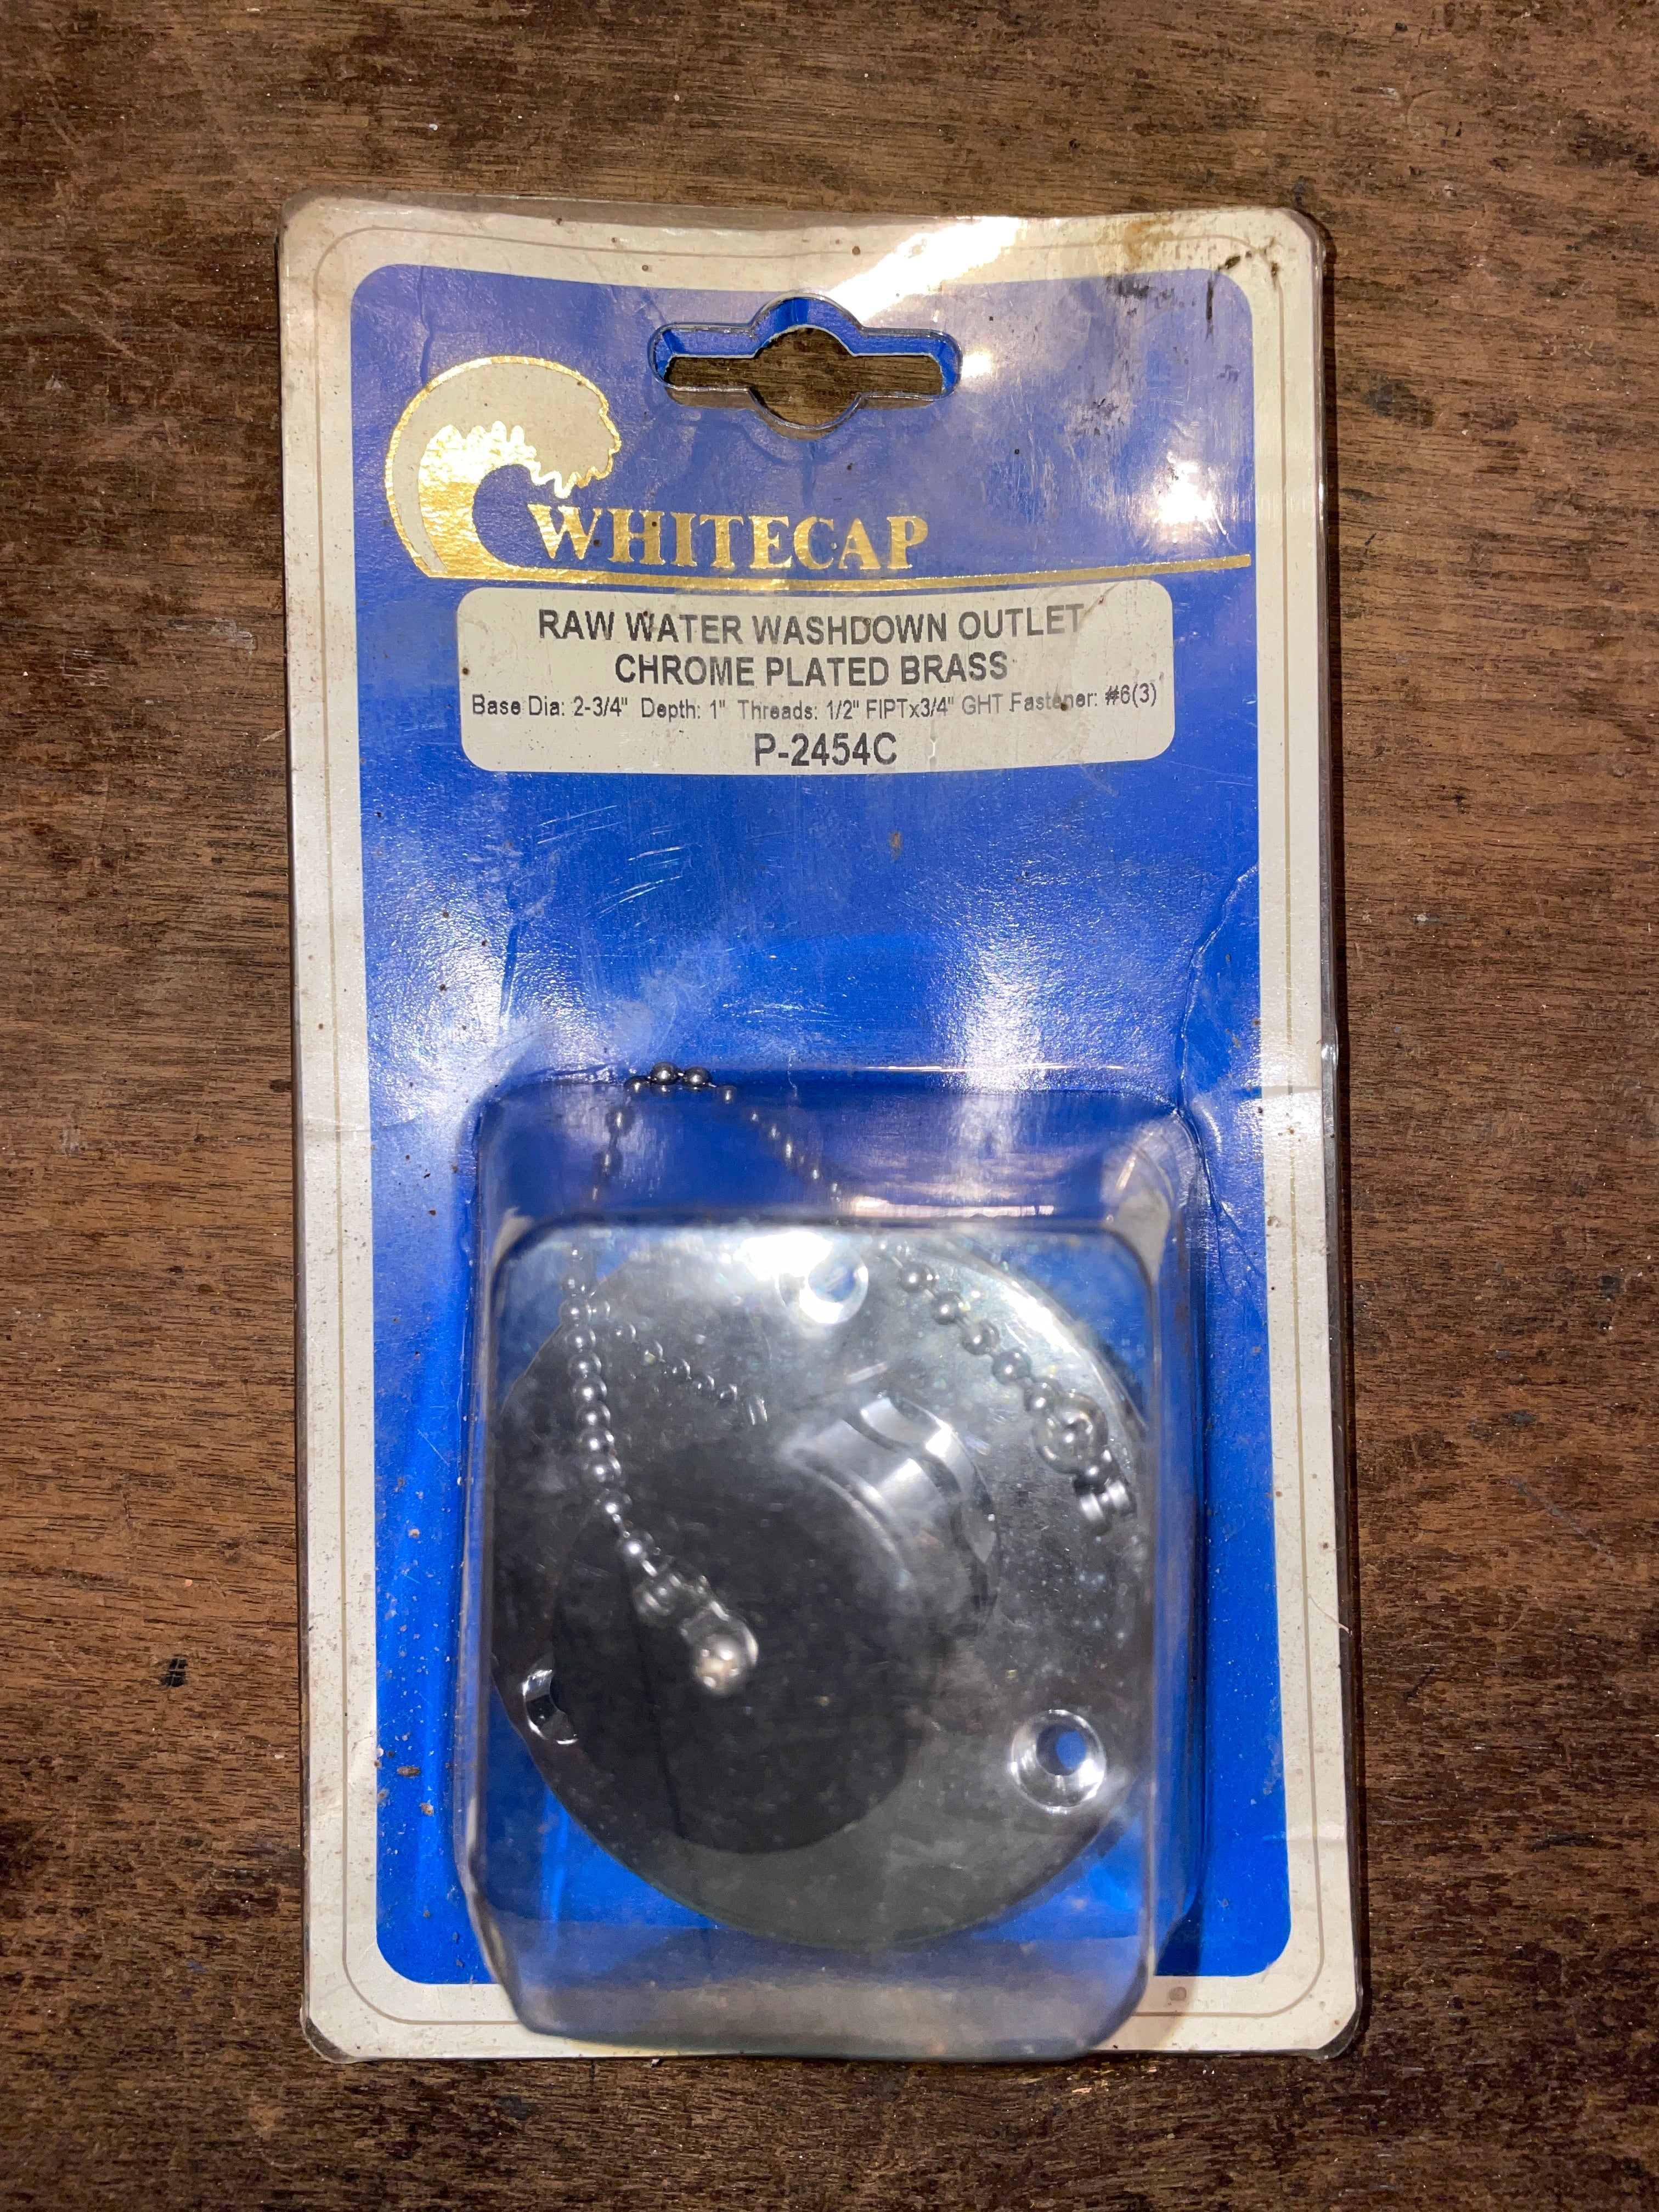 WHITECAP
RAW WATER WASHDOWN OUTLET
CHROME PLATED BRASS
Base Dia: 2-3/4" Depth: 1" Threads: 1/2" FIPTx3/4" GHT Fastener: #6(3)
P-2454C